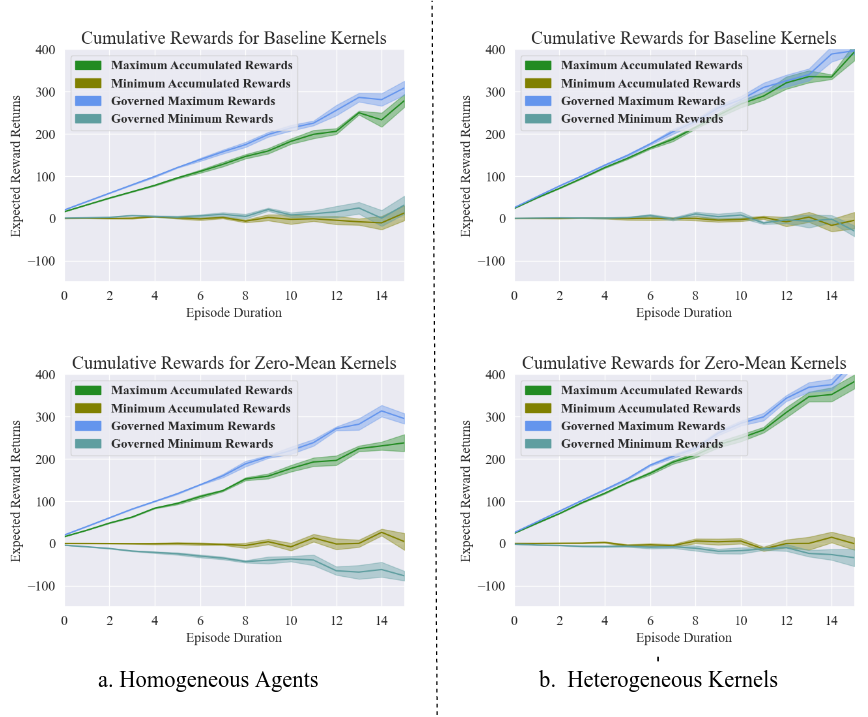 Cumulative Rewards for Baseline Kernels
400
300
200
100
0
−100
Expected Reward Returns
Maximum Accumulated Rewards
Minimum Accumulated Rewards
Governed Maximum Rewards
Governed Minimum Rewards
0 2 4 6 8 10 12 14
Episode Duration
Cumulative Rewards for Zero-Mean Kernels
400
300
200
100
0
−100
Expected Reward Returns
Maximum Accumulated Rewards
Minimum Accumulated Rewards
Governed Maximum Rewards
Governed Minimum Rewards
0 2 4 6 8 10 12 14
Episode Duration
a. Homogeneous Agents
Cumulative Rewards for Baseline Kernels
400
300
200
100
0
−100
Expected Reward Returns
Maximum Accumulated Rewards
Minimum Accumulated Rewards
Governed Maximum Rewards
Governed Minimum Rewards
0 2 4 6 8 10 12 14
Episode Duration
Cumulative Rewards for Zero-Mean Kernels
400
300
200
100
0
−100
Expected Reward Returns
Maximum Accumulated Rewards
Minimum Accumulated Rewards
Governed Maximum Rewards
Governed Minimum Rewards
0 2 4 6 8 10 12 14
Episode Duration
b. Heterogeneous Kernels